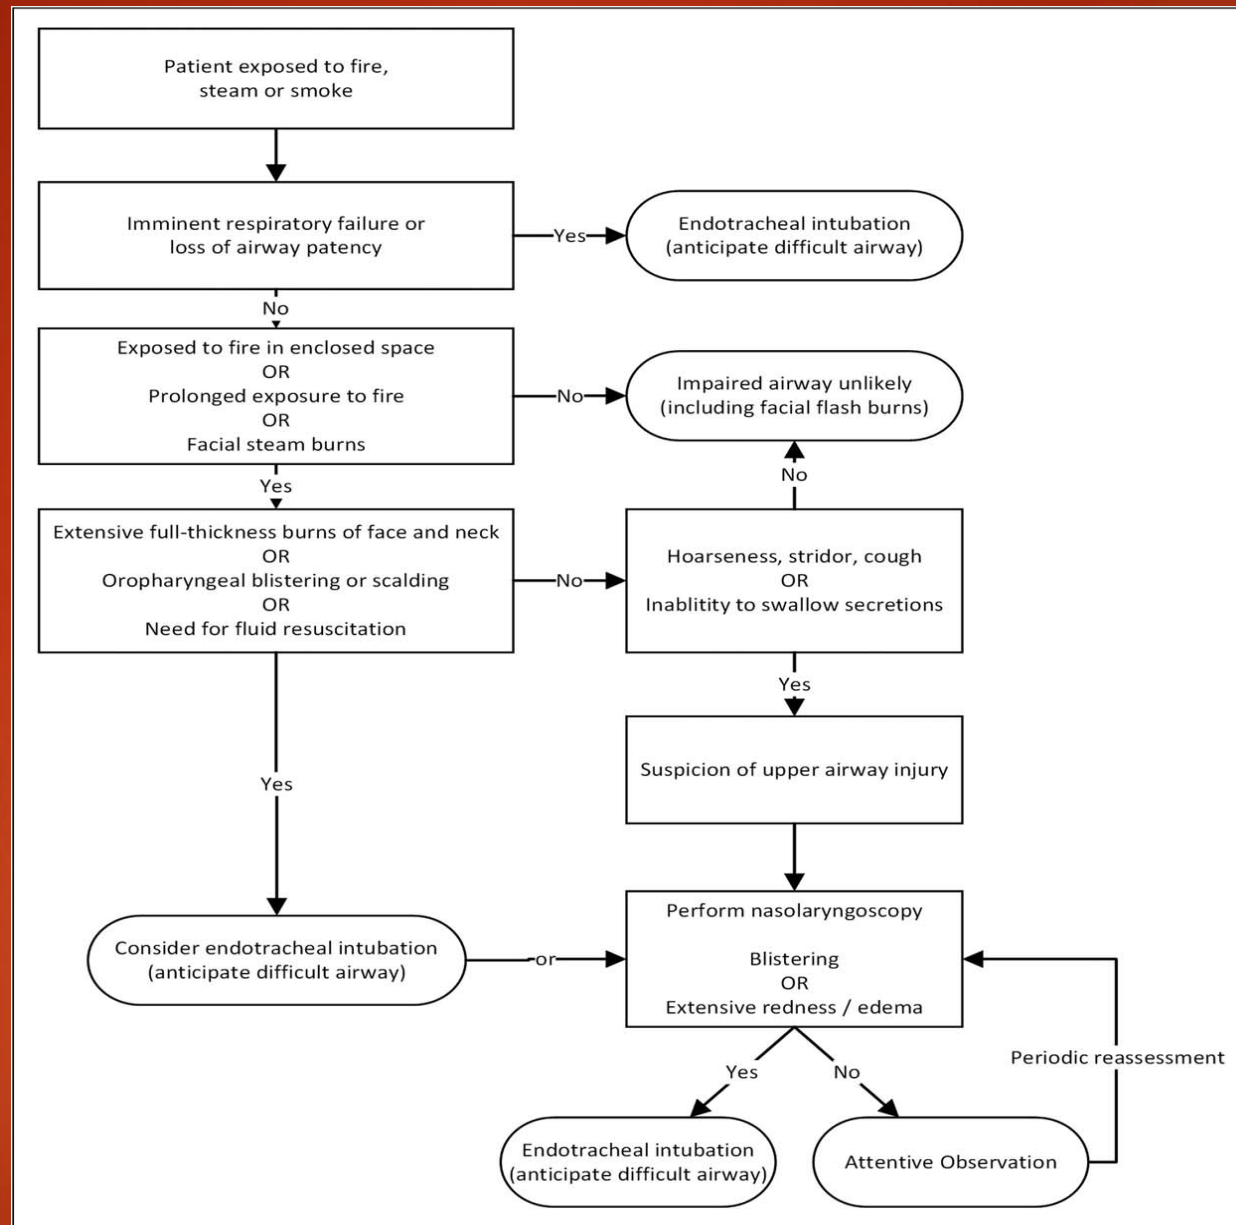 Patient exposed to fire,
steam or smoke
Imminent respiratory failure or
loss of airway patency
Yes
Endotracheal intubation
(anticipate difficult airway)
No
Exposed to fire in enclosed space
OR
Prolonged exposure to fire
OR
Facial steam burns
No
Impaired airway unlikely
(including facial flash burns)
No
Yes
Extensive full-thickness burns of face and neck
OR
Oropharyngeal blistering or scalding
OR
Need for fluid resuscitation
No
Hoarseness, stridor, cough
OR
Inablitity to swallow secretions
Yes
Suspicion of upper airway injury
Yes
Consider endotracheal intubation
(anticipate difficult airway)
or
Perform nasolaryngoscopy
Blistering
OR
Extensive redness / edema
Periodic reassessment
Yes
No
Endotracheal intubation
(anticipate difficult airway)
Attentive Observation